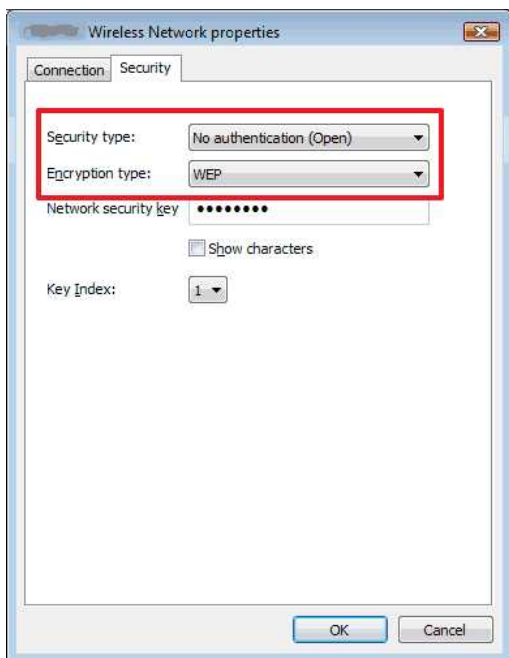 Wireless Network properties
Connection Security
Security type: No authentication (Open)
Encryption type: WEP
Network security key ••••••••
Show characters
Key Index: 1
OK Cancel